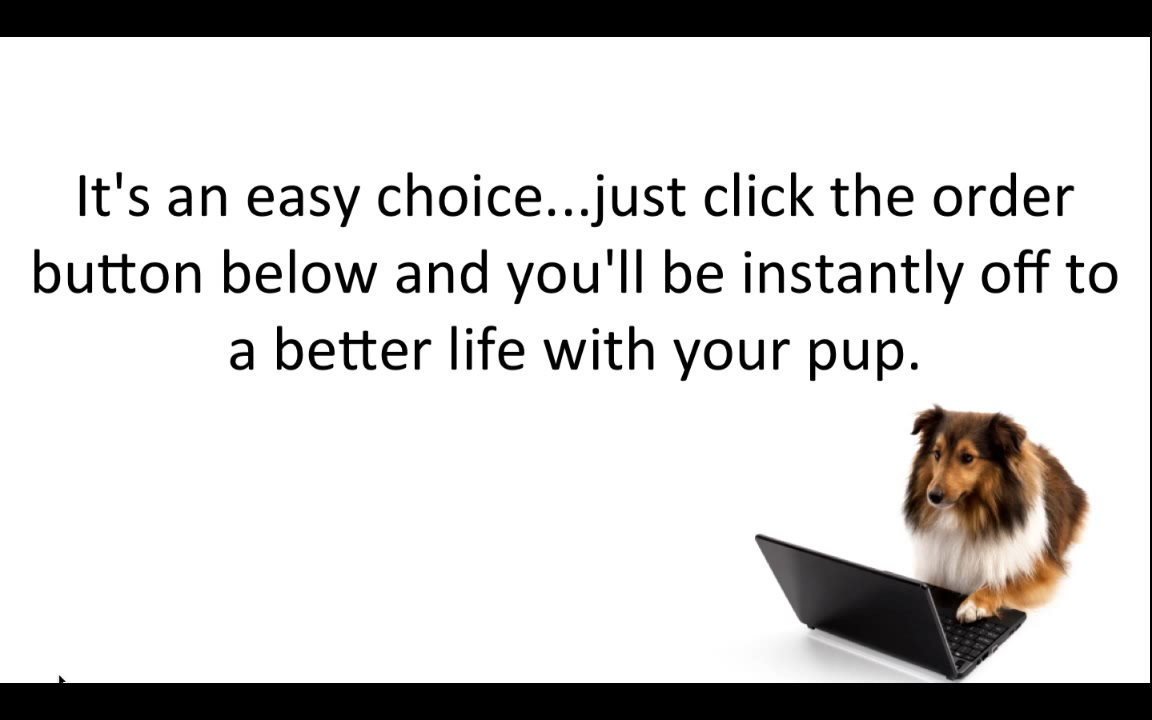 It's an easy choice...just click the order
button below and you'll be instantly off to
a better life with your pup.